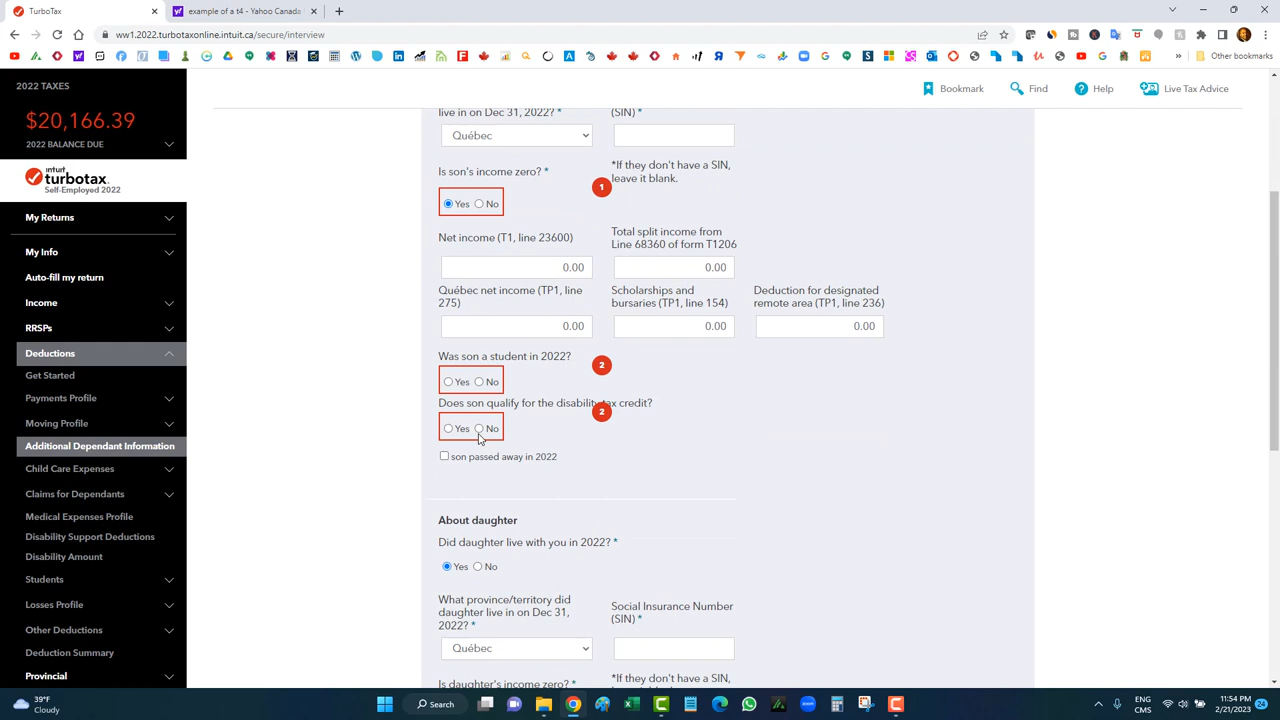 TurboTax
example of a t4 - Yahoo Canada
ww1.2022.turbotaxonline.intuit.ca/secure/interview
Other bookmarks
2022 TAXES
$20,166.39
2022 BALANCE DUE
intuit
turbotax
Self-Employed 2022
My Returns
My Info
Auto-fill my return
Income
RRSPs
Deductions
Get Started
Payments Profile
Moving Profile
Additional Dependant Information
Child Care Expenses
Claims for Dependants
Medical Expenses Profile
Disability Support Deductions
Disability Amount
Students
Losses Profile
Other Deductions
Deduction Summary
Provincial
Bookmark
Find
Help
Live Tax Advice
live in on Dec 31, 2022? *
(SIN) *
Québec
*If they don't have a SIN,
leave it blank.
Is son's income zero? *
1
Yes No
Net income (T1, line 23600)
Total split income from
Line 68360 of form T1206
0.00
0.00
Québec net income (TP1, line
275)
Scholarships and
bursaries (TP1, line 154)
Deduction for designated
remote area (TP1, line 236)
0.00
0.00
0.00
Was son a student in 2022?
2
Yes No
Does son qualify for the disability tax credit?
2
Yes No
son passed away in 2022
About daughter
Did daughter live with you in 2022? *
Yes No
What province/territory did
daughter live in on Dec 31,
2022? *
Social Insurance Number
(SIN) *
Québec
Is daughter's income zero? *
*If they don't have a SIN,
39°F
Cloudy
Search
ENG
CMS
11:54 PM
2/21/2023